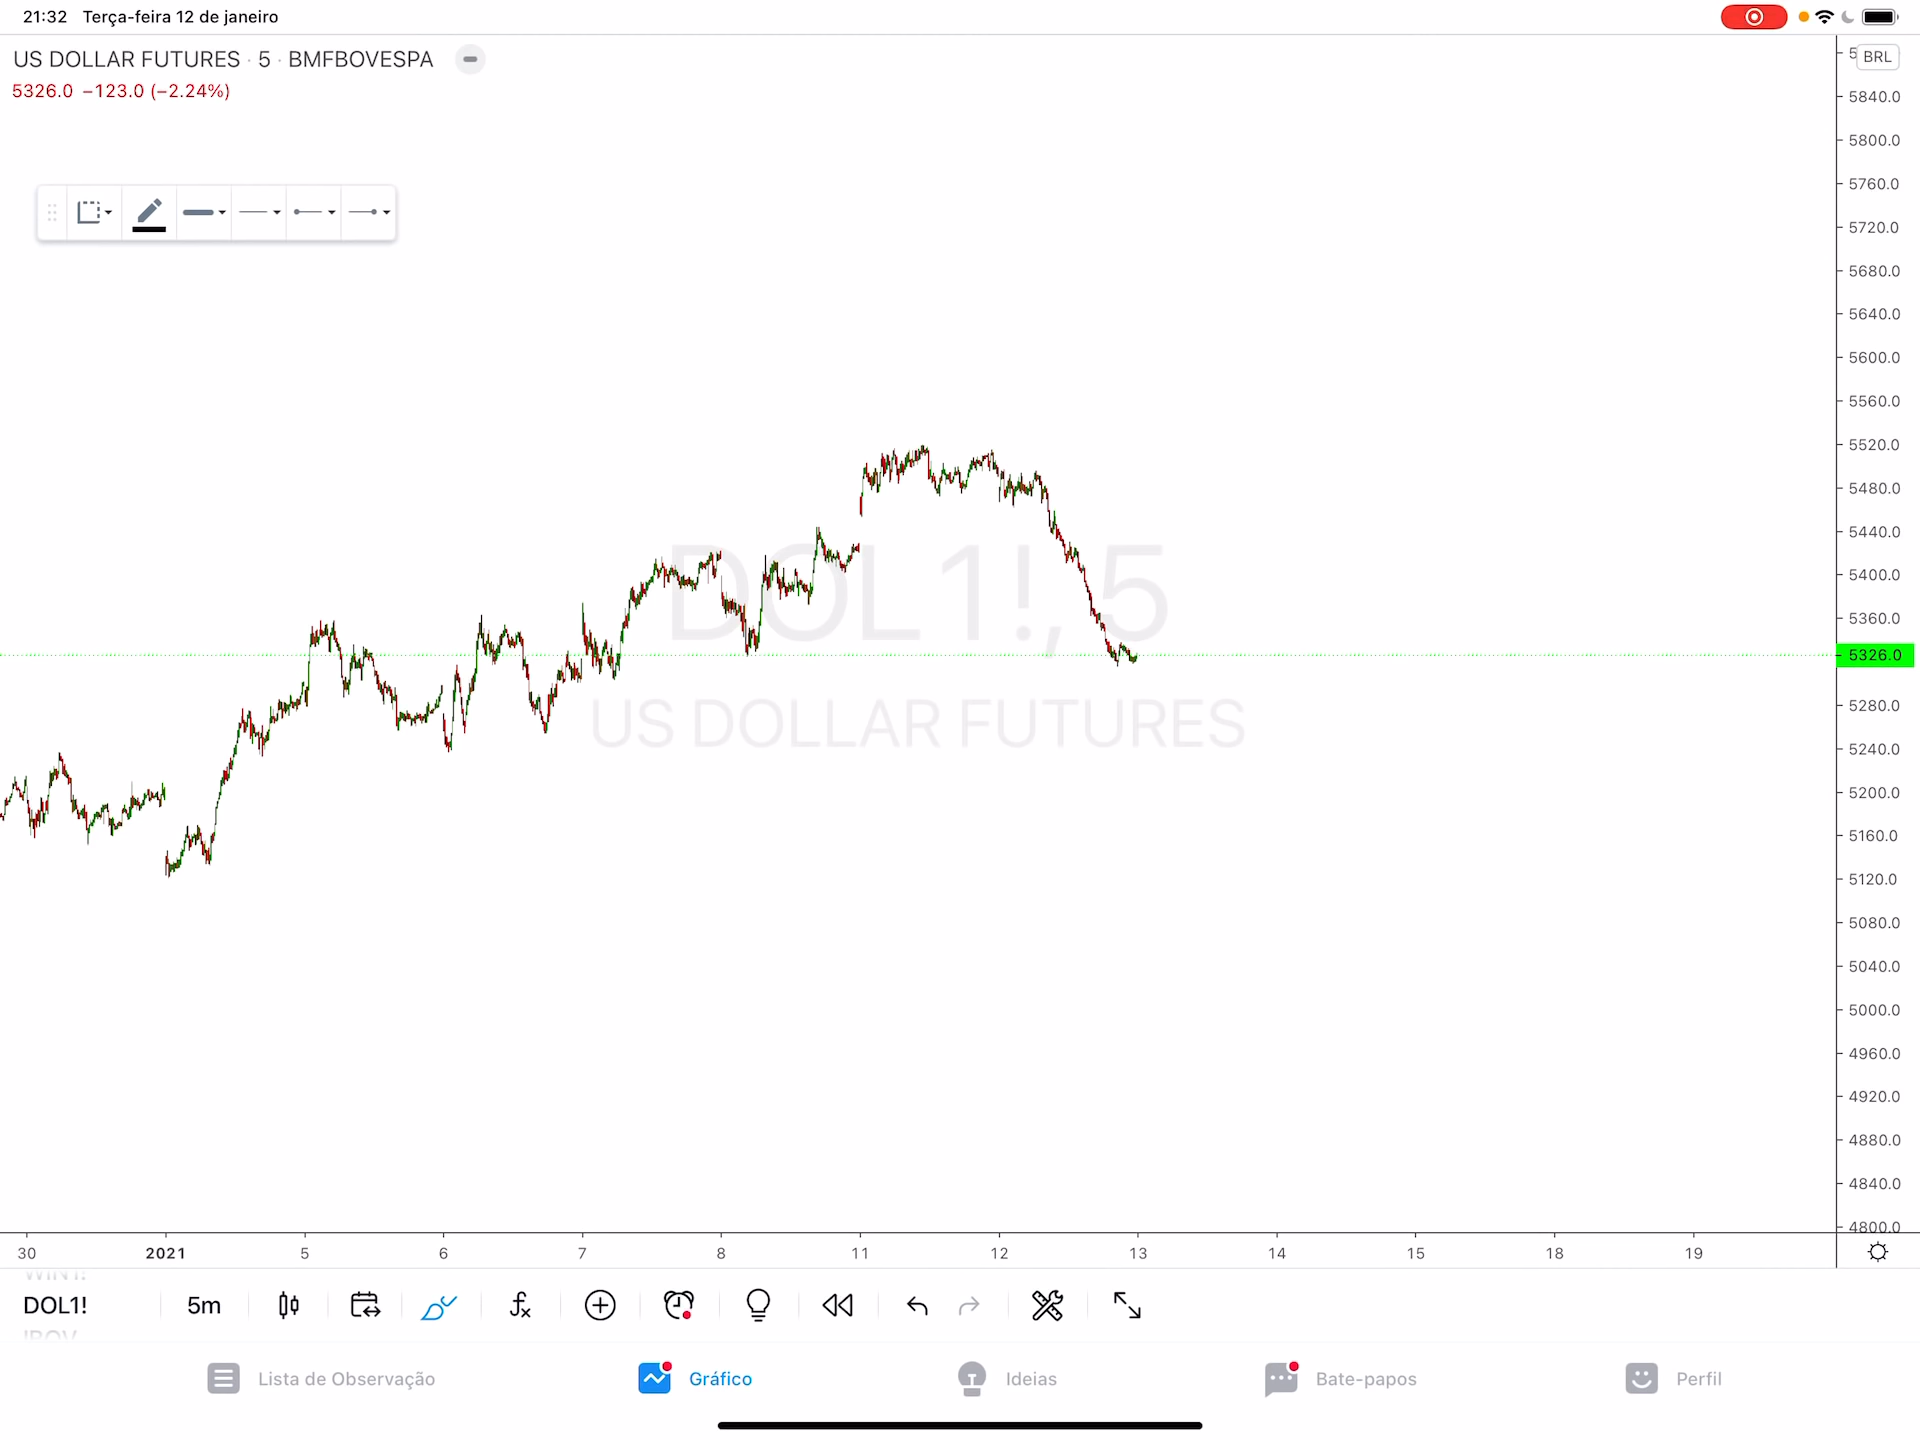 21:32 Terça-feira 12 de janeiro
US DOLLAR FUTURES · 5 · BMFBOVESPA
5326.0 −123.0 (−2.24%)
BRL
5840.0
5800.0
5760.0
5720.0
5680.0
5640.0
5600.0
5560.0
5520.0
5480.0
5440.0
5400.0
5360.0
5326.0
5280.0
5240.0
5200.0
5160.0
5120.0
5080.0
5040.0
5000.0
4960.0
4920.0
4880.0
4840.0
4800.0
DOL1!, 5
US DOLLAR FUTURES
30 2021 5 6 7 8 11 12 13 14 15 18 19
WIN1!
DOL1! 5m
IBOV
Lista de Observação Gráfico Ideias Bate-papos Perfil